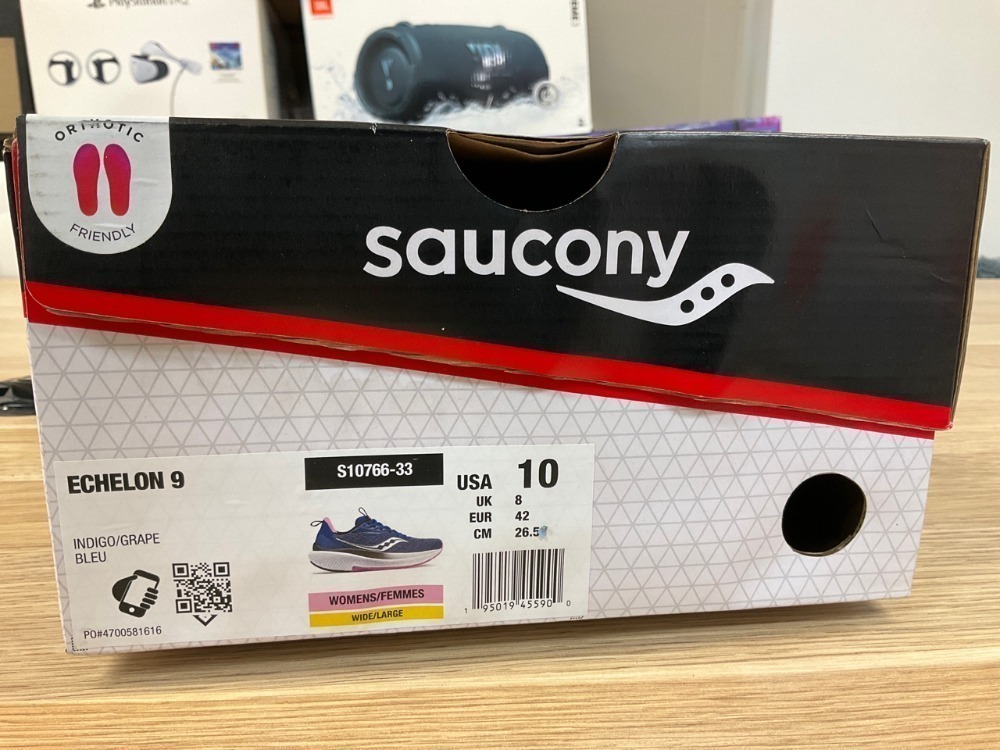 PlayStation VR2
JBL
ORTHOTIC
FRIENDLY
saucony
ECHELON 9
INDIGO/GRAPE
BLEU
PO#4700581616
S10766-33
WOMENS/FEMMES
WIDE/LARGE
USA 10
UK 8
EUR 42
CM 26.5
1 95019 45590 0